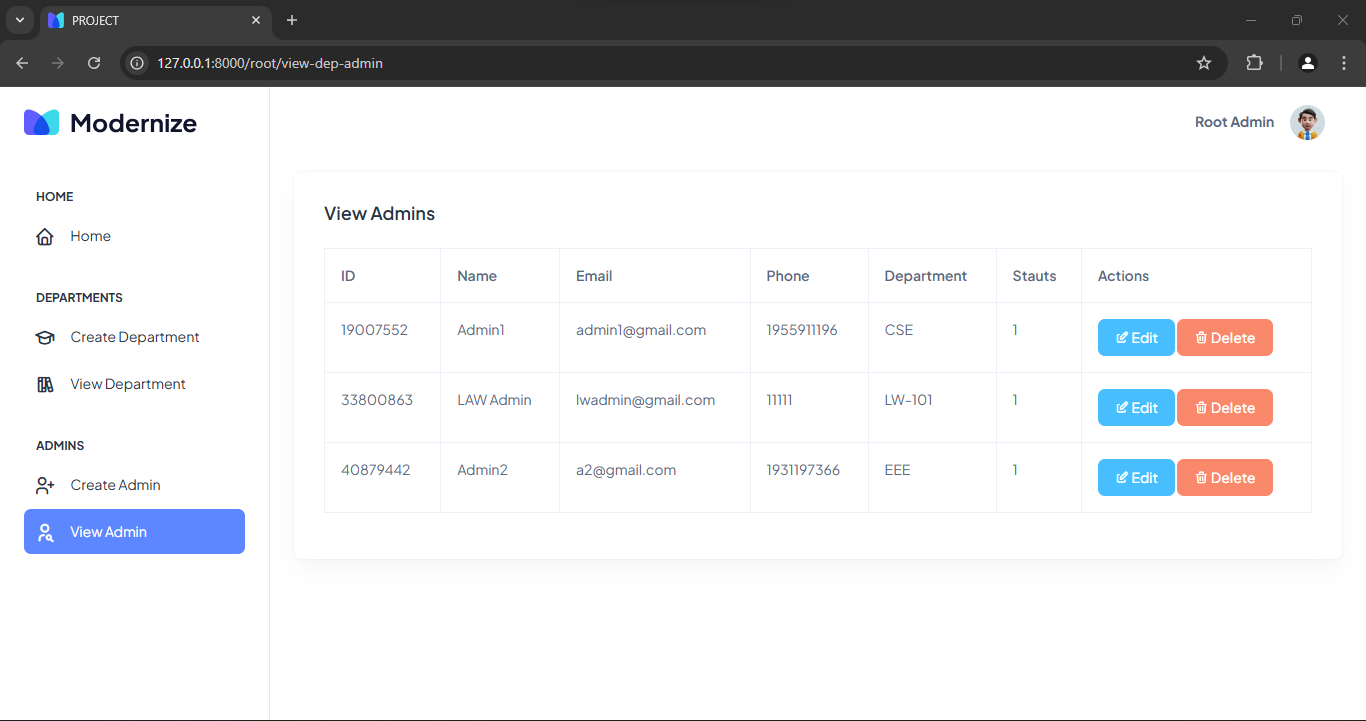 PROJECT
127.0.0.1:8000/root/view-dep-admin
Modernize
Root Admin
HOME
Home
DEPARTMENTS
Create Department
View Department
ADMINS
Create Admin
View Admin
View Admins
ID Name Email Phone Department Stauts Actions
19007552 Admin1 admin1@gmail.com 1955911196 CSE 1 Edit Delete
33800863 LAW Admin lwadmin@gmail.com 11111 LW-101 1 Edit Delete
40879442 Admin2 a2@gmail.com 1931197366 EEE 1 Edit Delete